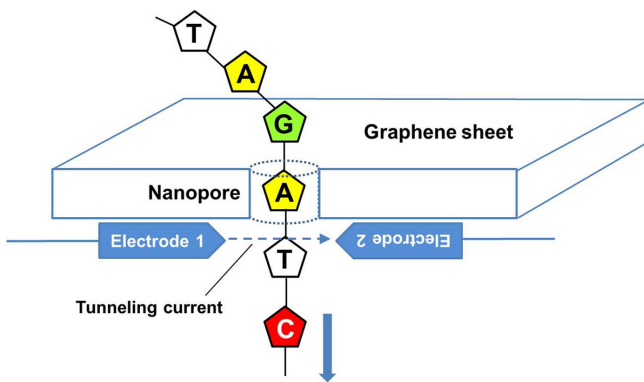 T
A
G
Graphene sheet
Nanopore
A
Electrode 1
Electrode 2
T
Tunneling current
C